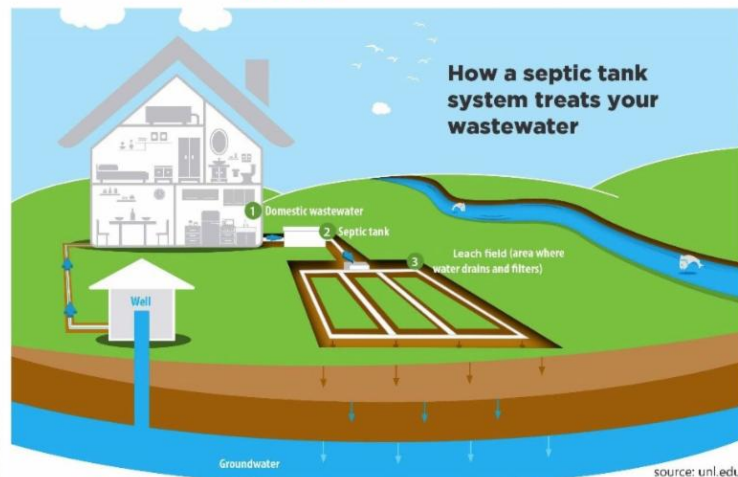 How a septic tank
system treats your
wastewater
1 Domestic wastewater
2 Septic tank
3 Leach field (area where
water drains and filters)
Well
Groundwater
source: unl.edu